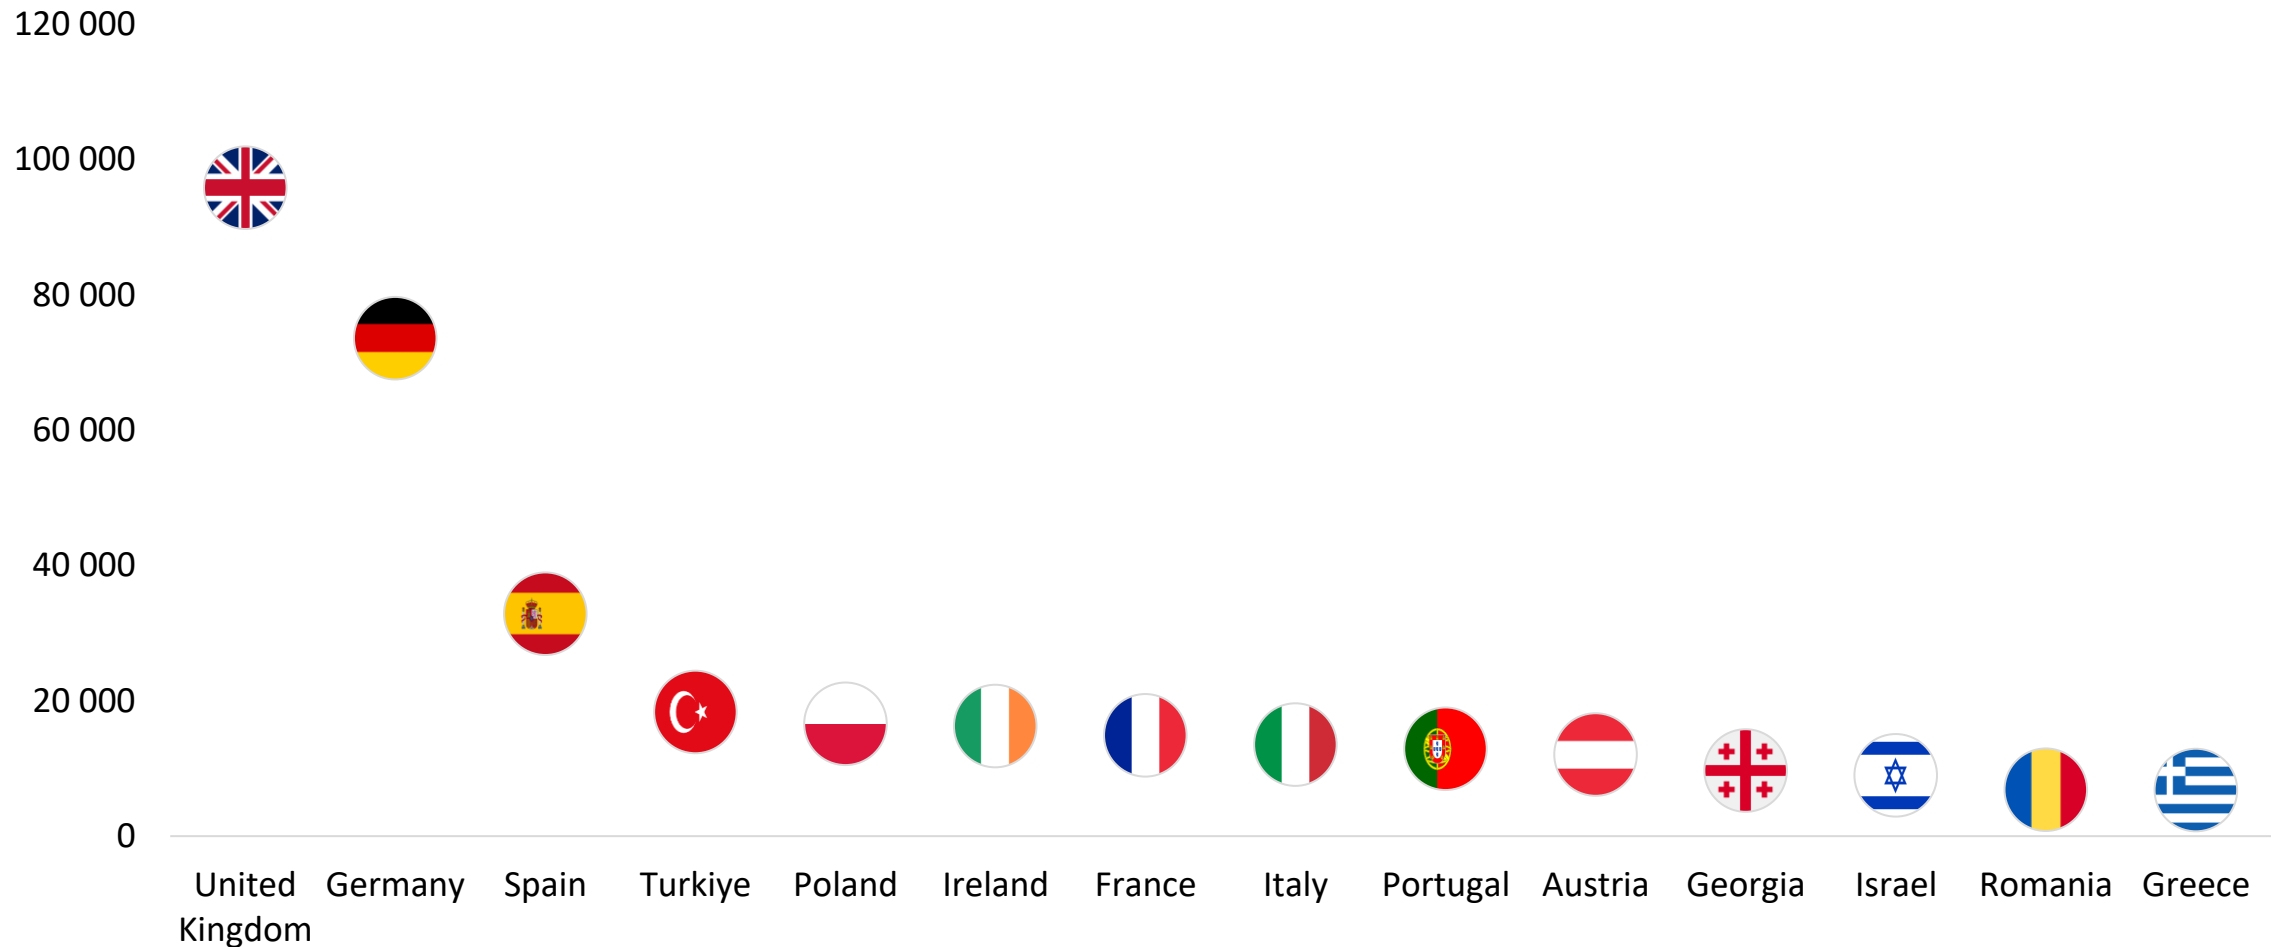 120 000
100 000
80 000
60 000
40 000
20 000
0
United Kingdom
Germany
Spain
Turkiye
Poland
Ireland
France
Italy
Portugal
Austria
Georgia
Israel
Romania
Greece